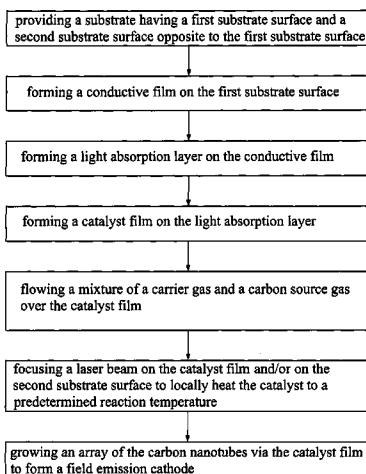 providing a substrate having a first substrate surface and a
second substrate surface opposite to the first substrate surface
forming a conductive film on the first substrate surface
forming a light absorption layer on the conductive film
forming a catalyst film on the light absorption layer
flowing a mixture of a carrier gas and a carbon source gas
over the catalyst film
focusing a laser beam on the catalyst film and/or on the
second substrate surface to locally heat the catalyst to a
predetermined reaction temperature
growing an array of the carbon nanotubes via the catalyst film
to form a field emission cathode